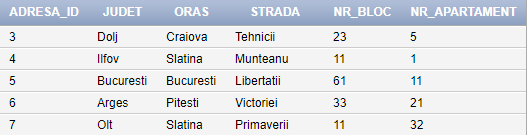 ADRESA_ID JUDET ORAS STRADA NR_BLOC NR_APARTAMENT
3 Dolj Craiova Tehnicii 23 5
4 Ilfov Slatina Munteanu 11 1
5 Bucuresti Bucuresti Libertatii 61 11
6 Arges Pitesti Victoriei 33 21
7 Olt Slatina Primaverii 11 32